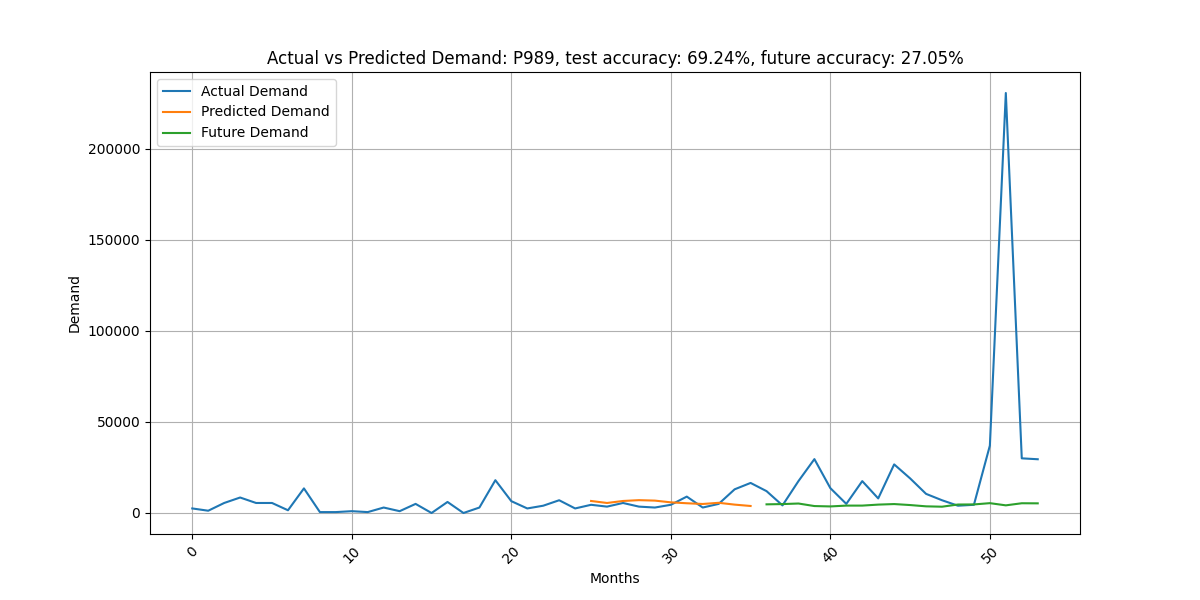 Actual vs Predicted Demand: P989, test accuracy: 69.24%, future accuracy: 27.05%
Actual Demand
Predicted Demand
Future Demand
Demand
200000
150000
100000
50000
0
0
10
20
30
40
50
Months